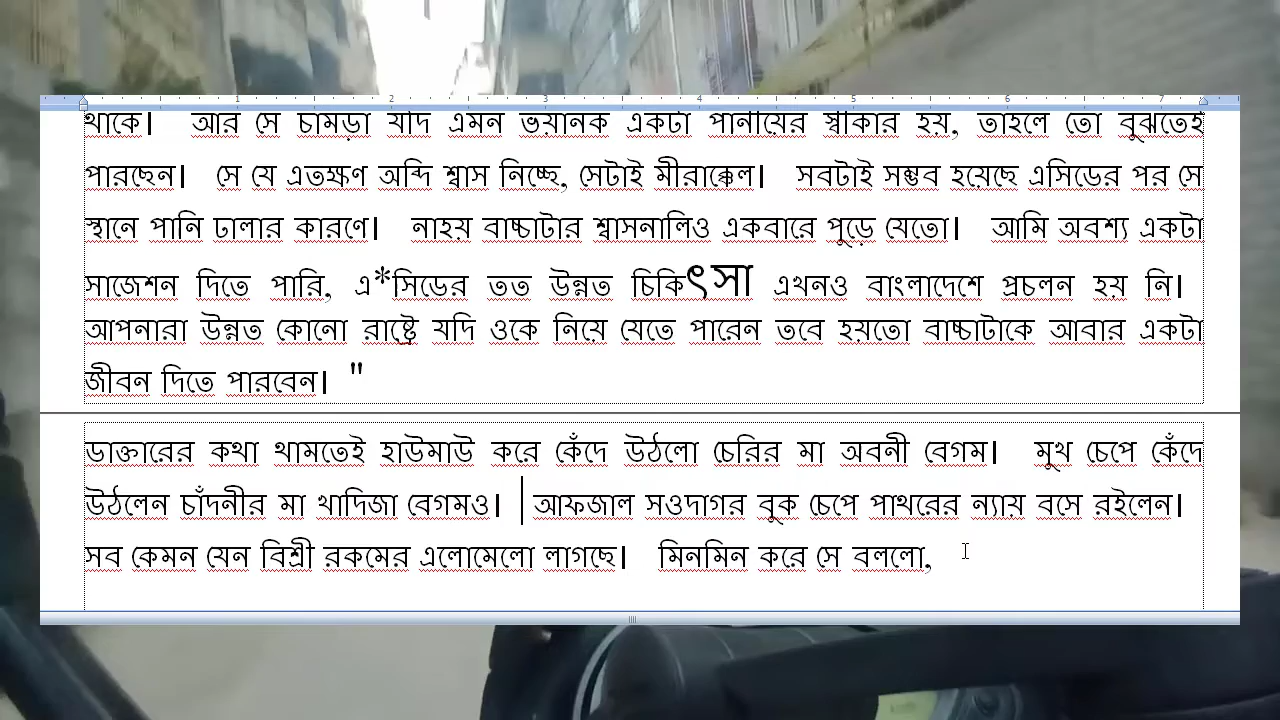 থাকে। আর সে চামড়া যদি এমন ভয়ানক একটা পানীয়ের স্বীকার হয়, তাহলে তো বুঝতেই
পারছেন। সে যে এতক্ষণ অব্দি শ্বাস নিচ্ছে, সেটাই মীরাক্কেল। সবটাই সম্ভব হয়েছে এসিডের পর সে
স্থানে পানি ঢালার কারণে। নাহয় বাচ্চাটার শ্বাসনালিও একবারে পুড়ে যেতো। আমি অবশ্য একটা
সাজেশন দিতে পারি, এ*সিডের তত উন্নত চিকিৎসা এখনও বাংলাদেশে প্রচলন হয় নি।
আপনারা উন্নত কোনো রাষ্ট্রে যদি ওকে নিয়ে যেতে পারেন তবে হয়তো বাচ্চাটাকে আবার একটা
জীবন দিতে পারবেন। "
ডাক্তারের কথা থামতেই হাউমাউ করে কেঁদে উঠলো চেরির মা অবনী বেগম। মুখ চেপে কেঁদে
উঠলেন চাঁদনীর মা খাদিজা বেগমও। আফজাল সওদাগর বুক চেপে পাথরের ন্যায় বসে রইলেন।
সব কেমন যেন বিশ্রী রকমের এলোমেলো লাগছে। মিনমিন করে সে বললো,